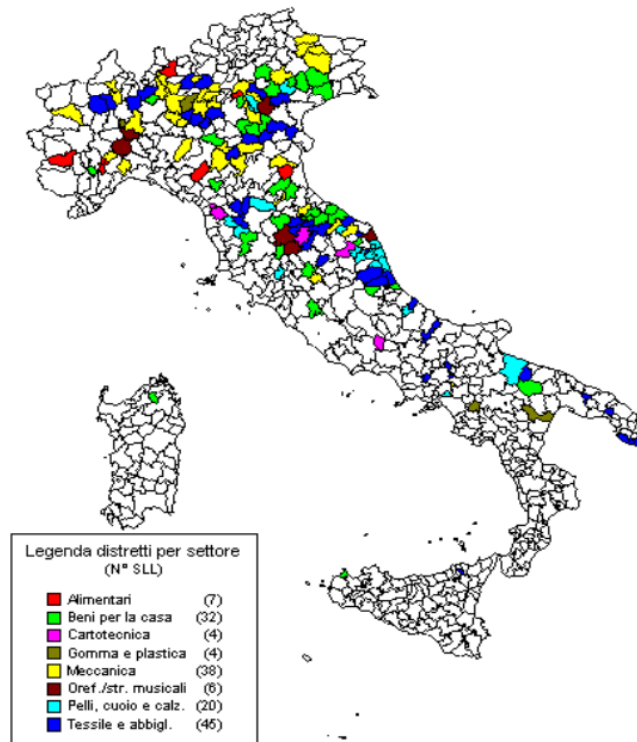 Legenda distretti per settore
(N° SLL)
Alimentari (7)
Beni per la casa (32)
Cartotecnica (4)
Gomma e plastica (4)
Meccanica (38)
Oref./str. musicali (6)
Pelli, cuoio e calz. (20)
Tessile e abbigl. (45)